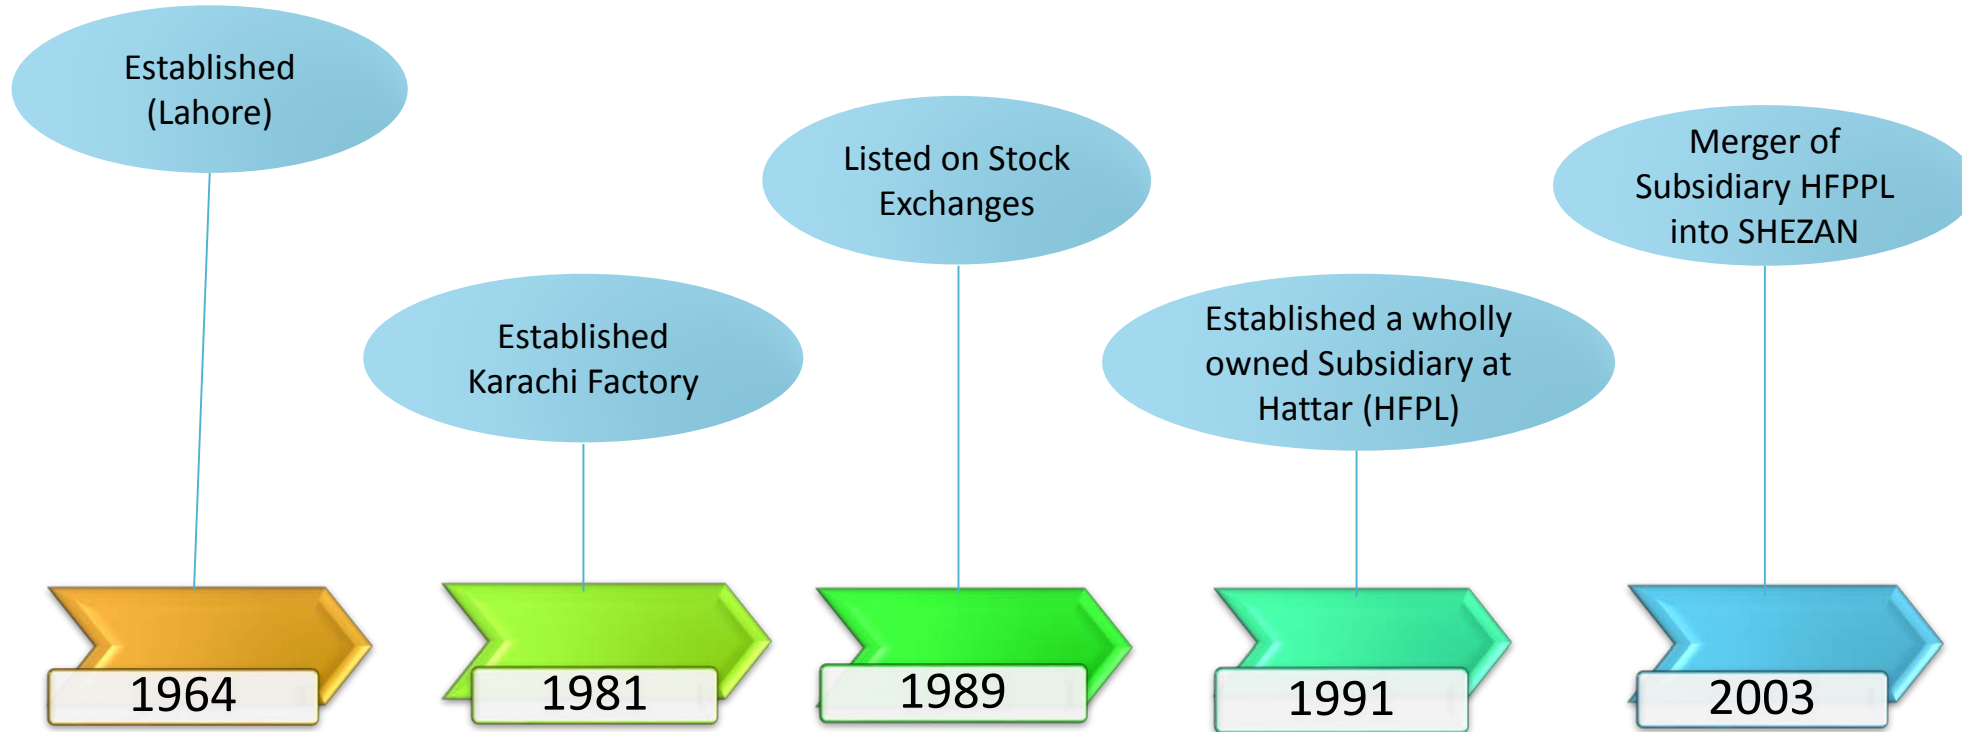 Established
(Lahore)
Listed on Stock
Exchanges
Merger of
Subsidiary HFPPL
into SHEZAN
Established
Karachi Factory
Established a wholly
owned Subsidiary at
Hattar (HFPL)
1964
1981
1989
1991
2003